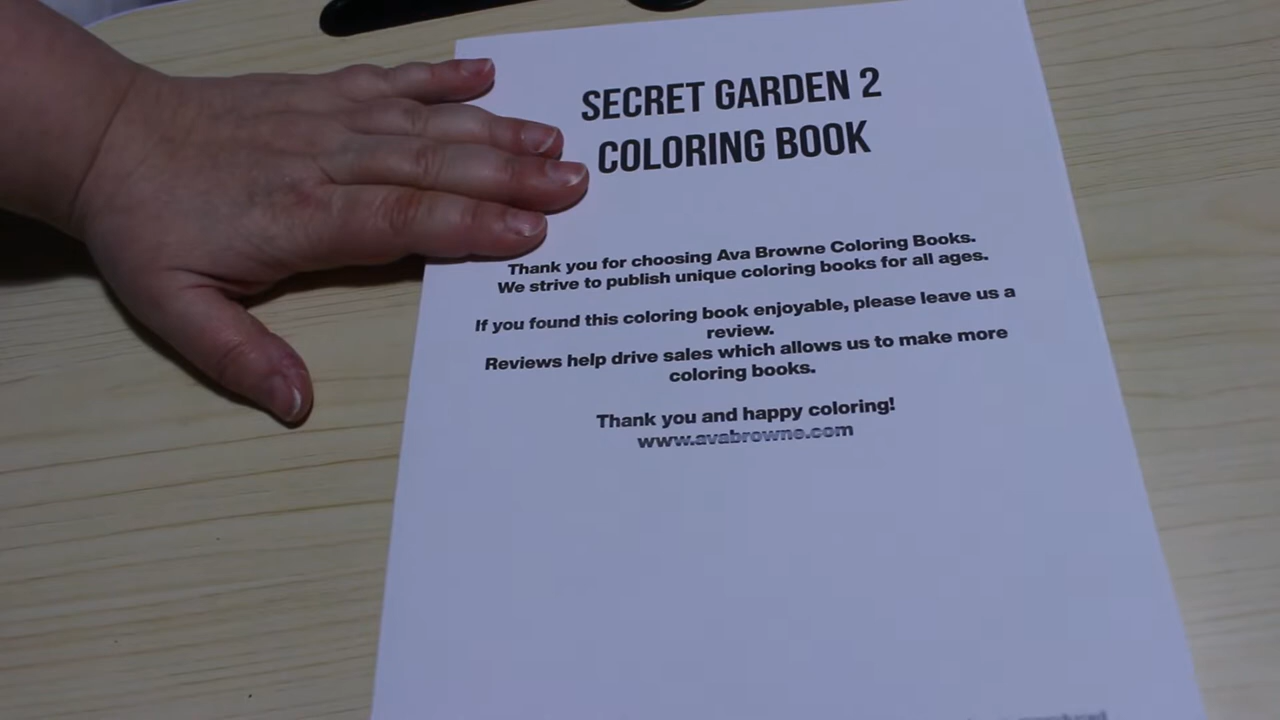 SECRET GARDEN 2
COLORING BOOK
Thank you for choosing Ava Browne Coloring Books.
We strive to publish unique coloring books for all ages.
If you found this coloring book enjoyable, please leave us a
review.
Reviews help drive sales which allows us to make more
coloring books.
Thank you and happy coloring!
www.avabrowne.com